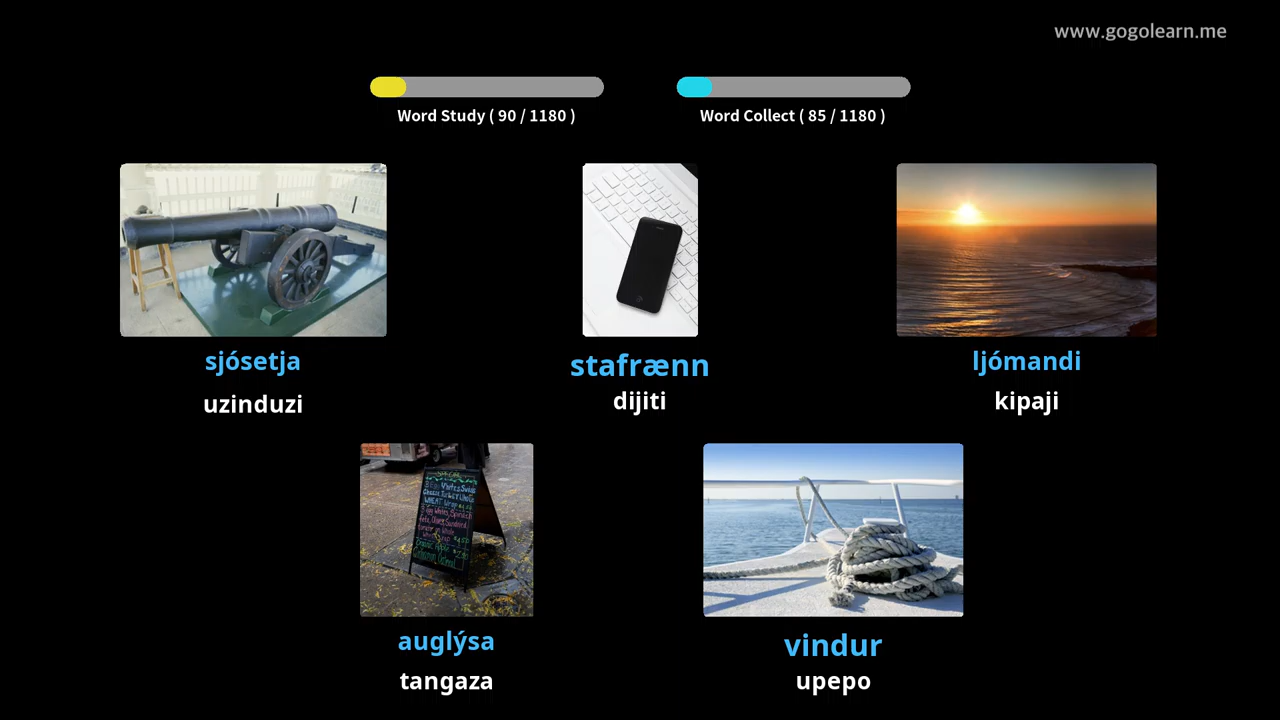 www.gogolearn.me
Word Study ( 90 / 1180 )
Word Collect ( 85 / 1180 )
sjósetja
uzinduzi
stafrænn
dijiti
ljómandi
kipaji
auglýsa
tangaza
vindur
upepo